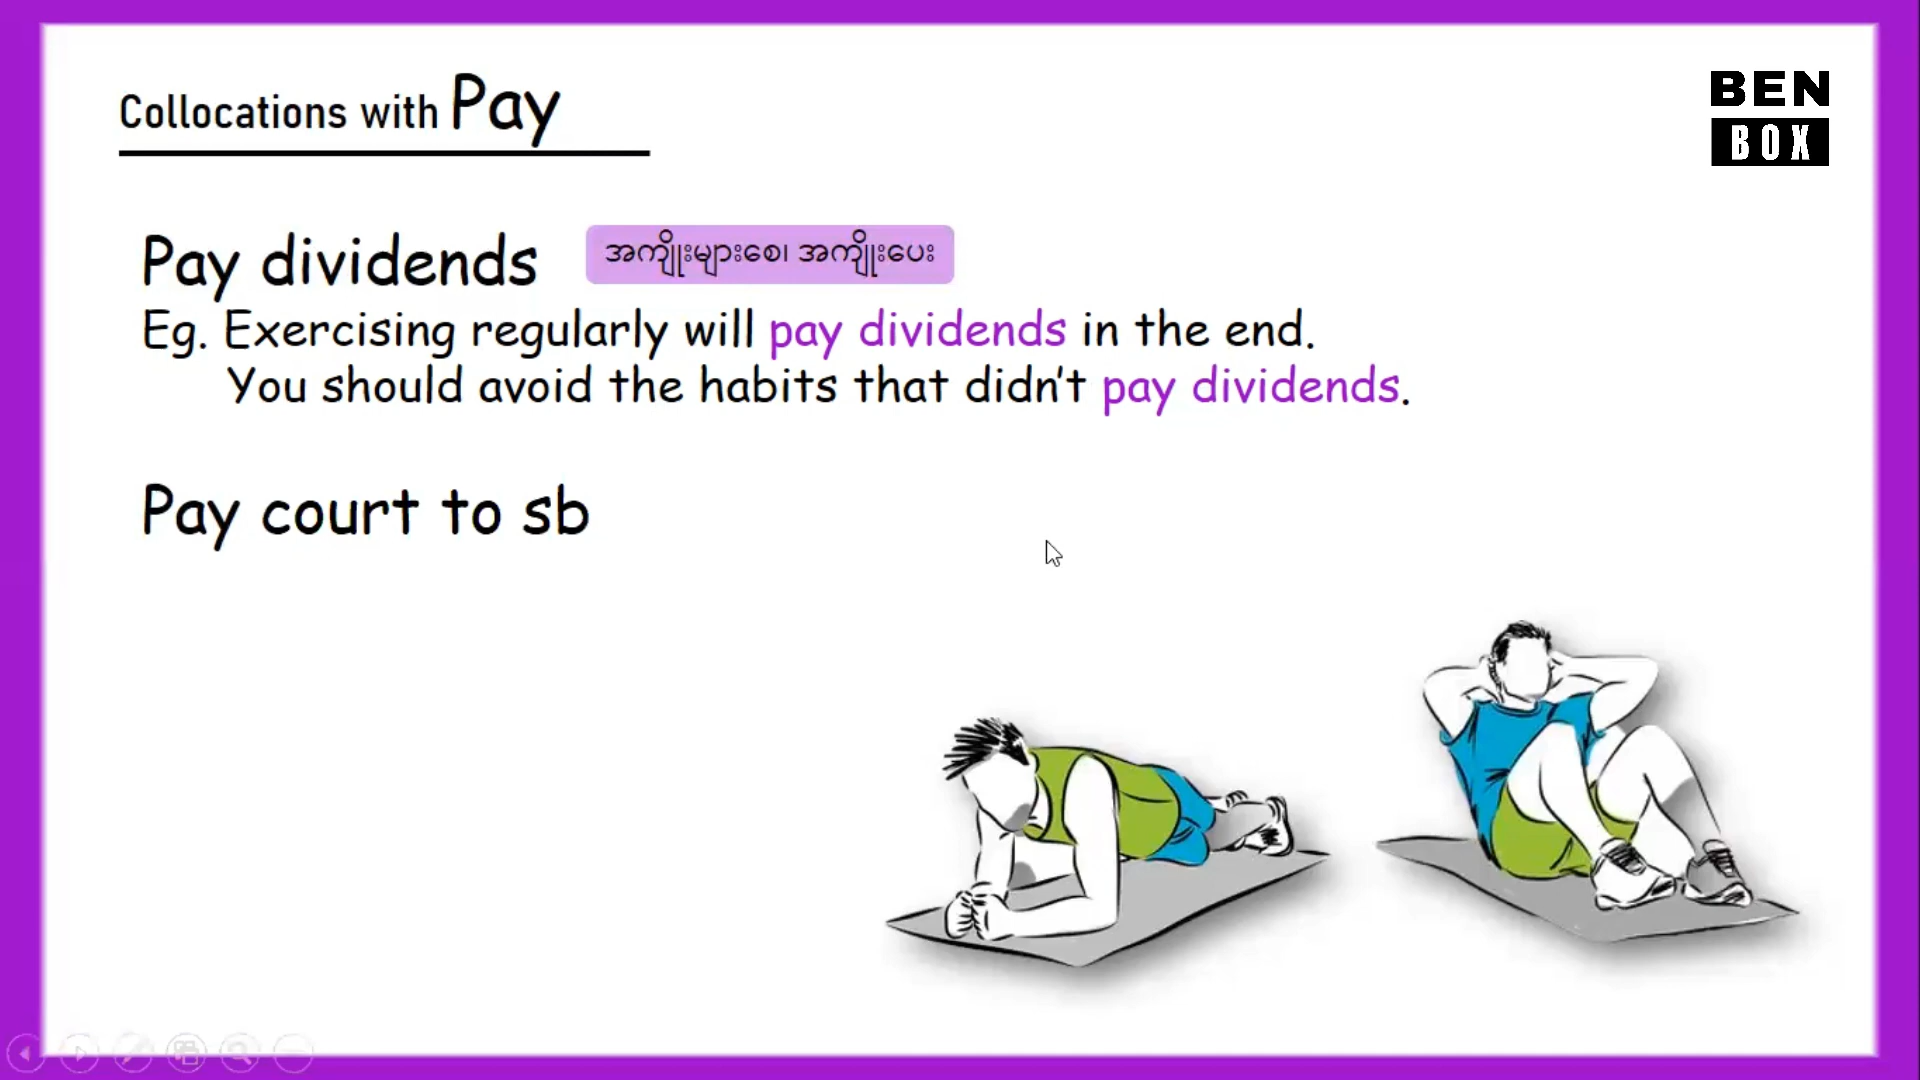 Collocations with Pay
BEN
BOX
Pay dividends
အကျိုးများစေ၊ အကျိုးပေး
Eg. Exercising regularly will pay dividends in the end.
You should avoid the habits that didn't pay dividends.
Pay court to sb